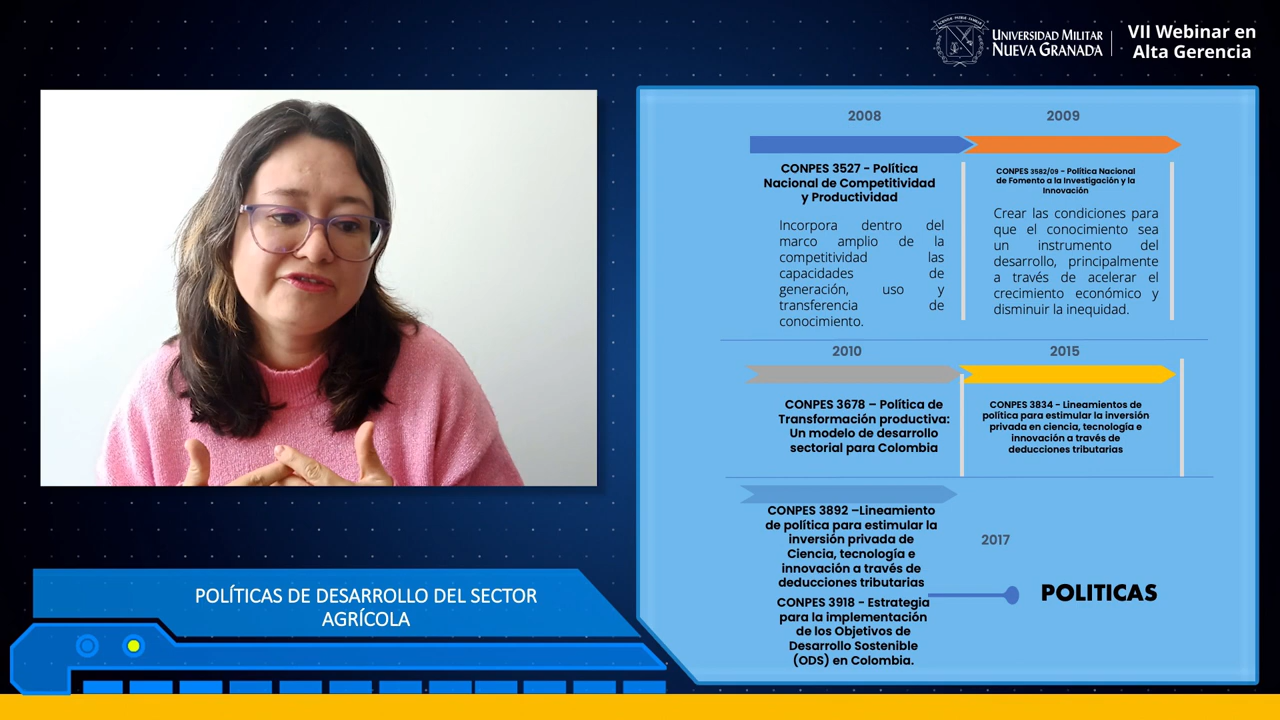 UNIVERSIDAD MILITAR
NUEVA GRANADA
VII Webinar en
Alta Gerencia
2008
2009
CONPES 3527 - Política
Nacional de Competitividad
y Productividad
CONPES 3582/09 - Política Nacional
de Fomento a la Investigación y la
Innovación
Incorpora dentro del
marco amplio de la
competitividad las
capacidades de
generación, uso y
transferencia de
conocimiento.
Crear las condiciones para
que el conocimiento sea
un instrumento del
desarrollo, principalmente
a través de acelerar el
crecimiento económico y
disminuir la inequidad.
2010
2015
CONPES 3678 – Política de
Transformación productiva:
Un modelo de desarrollo
sectorial para Colombia
CONPES 3834 - Lineamientos de
política para estimular la inversión
privada en ciencia, tecnología e
innovación a través de
deducciones tributarias
CONPES 3892 –Lineamiento
de política para estimular la
inversión privada de
Ciencia, tecnología e
innovación a través de
deducciones tributarias
2017
CONPES 3918 - Estrategia
para la implementación
de los Objetivos de
Desarrollo Sostenible
(ODS) en Colombia.
POLITICAS
POLÍTICAS DE DESARROLLO DEL SECTOR
AGRÍCOLA